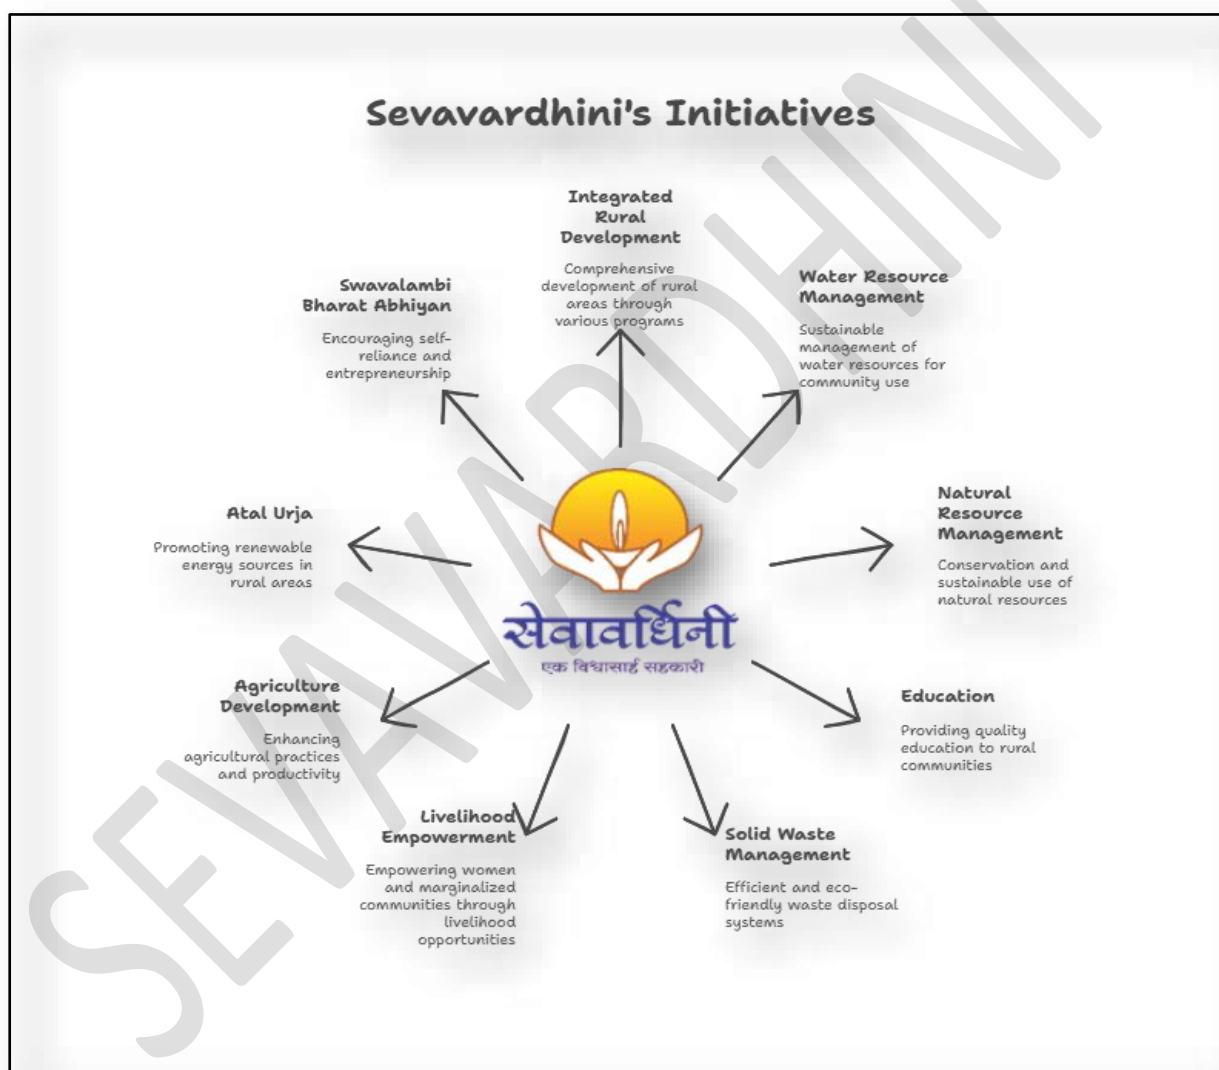 Sevavardhini's Initiatives
Integrated
Rural
Development
Comprehensive
development of rural
areas through
various programs
Water Resource
Management
Sustainable
management of
water resources for
community use
Natural
Resource
Management
Conservation and
sustainable use of
natural resources
Education
Providing quality
education to rural
communities
Solid Waste
Management
Efficient and eco-
friendly waste disposal
systems
Livelihood
Empowerment
Empowering women
and marginalized
communities through
livelihood
opportunities
Agriculture
Development
Enhancing
agricultural practices
and productivity
Atal Urja
Promoting renewable
energy sources in
rural areas
Swavalambi
Bharat Abhiyan
Encouraging self-
reliance and
entrepreneurship
सेवावर्धिनी
एक विधासार्ह सहकारी
SEVAVARDHINI